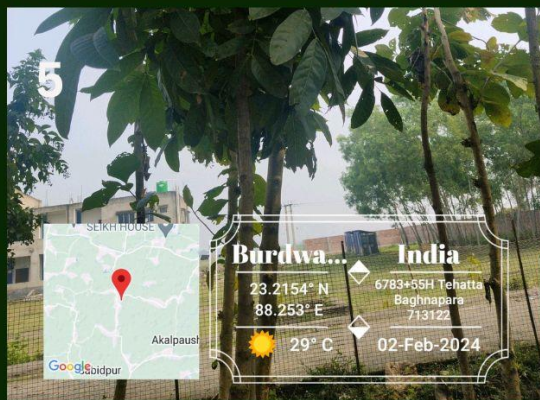 5
SEIKH HOUSE
Akalpaush
Google
abidpur
Burdwa...
23.2154° N
88.253° E
29° C
India
6783+55H Tehatta
Baghnapara
713122
02-Feb-2024